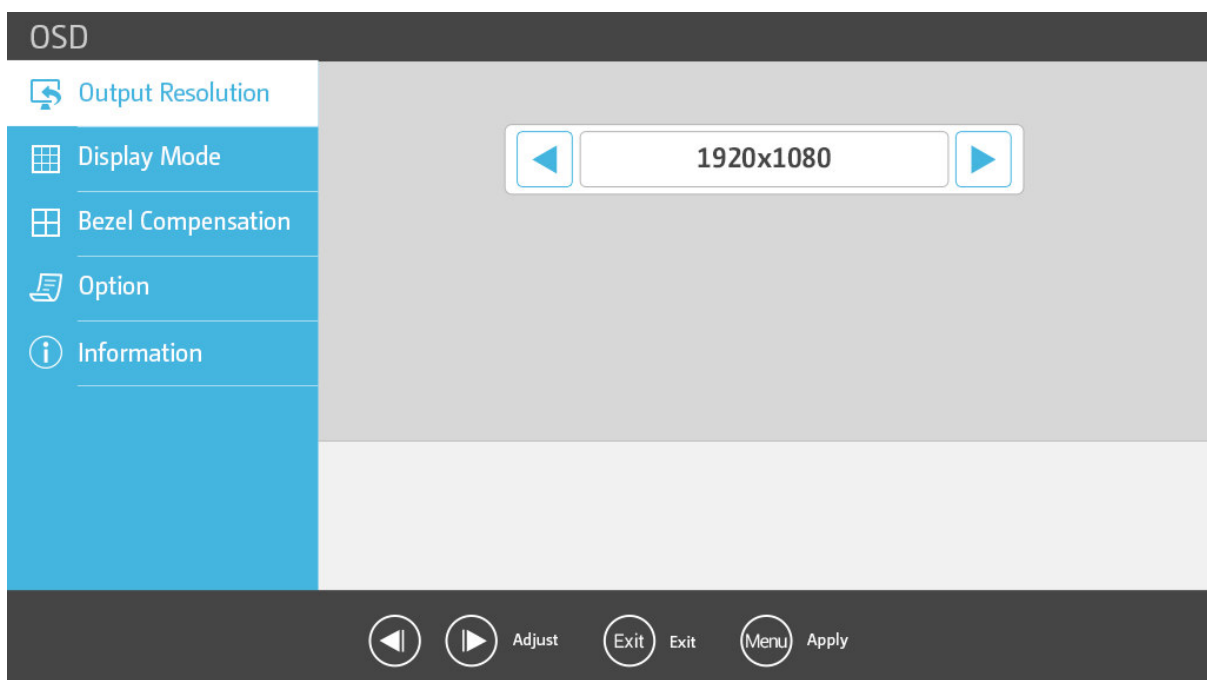 OSD
Output Resolution
Display Mode
Bezel Compensation
Option
Information
1920x1080
Adjust Exit Exit Menu Apply